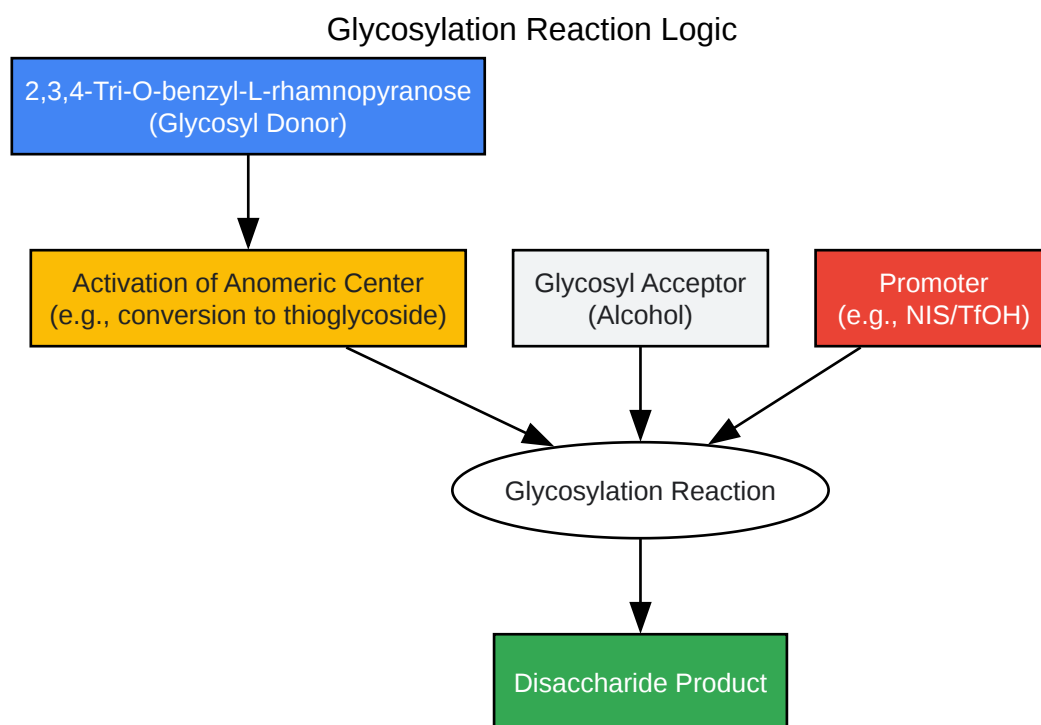 Glycosylation Reaction Logic
2,3,4-Tri-O-benzyl-L-rhamnopyranose
(Glycosyl Donor)
Activation of Anomeric Center
(e.g., conversion to thioglycoside)
Glycosyl Acceptor
(Alcohol)
Promoter
(e.g., NIS/TfOH)
Glycosylation Reaction
Disaccharide Product